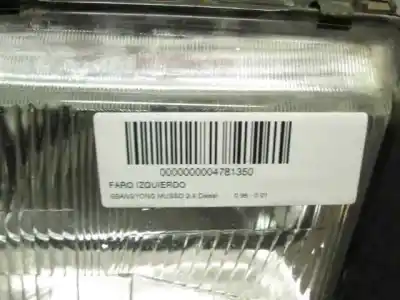 0000000004781350
FARO IZQUIERDO
SSANGYONG MUSSO 2.9 Diesel 0.96 - 0.01